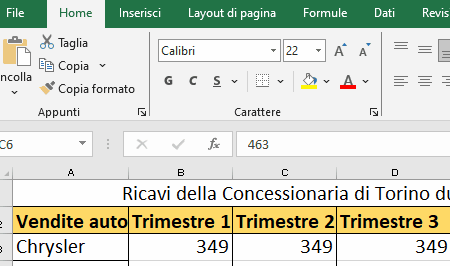 File Home Inserisci Layout di pagina Formule Dati Revis
Taglia
Calibri 22 A A
ncolla Copia
Copia formato G C S A
Appunti Carattere
C6 fx 463
A B C D
Ricavi della Concessionaria di Torino du
2 Vendite auto Trimestre 1 Trimestre 2 Trimestre 3
3 Chrysler 349 349 349